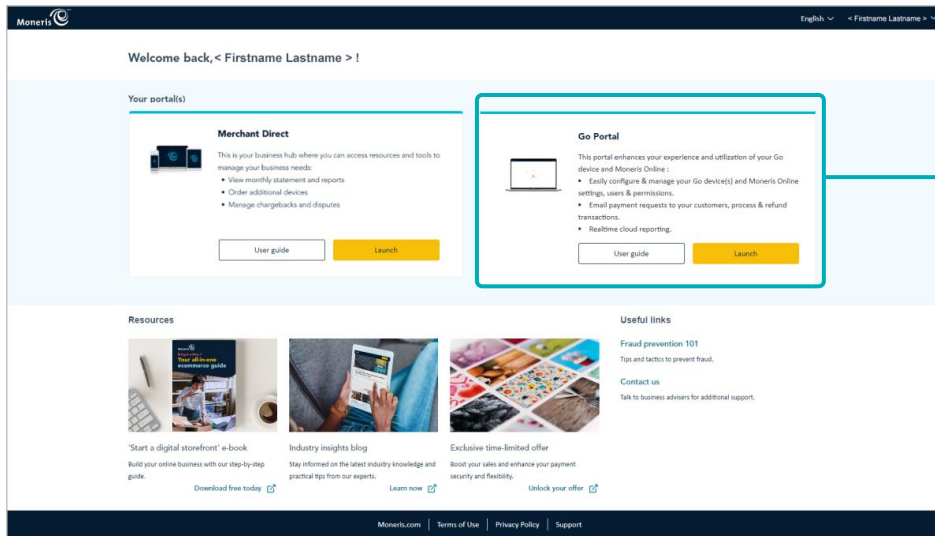 Moneris
English
< Firstname Lastname >
Welcome back,< Firstname Lastname > !
Your portal(s)
Merchant Direct
This is your business hub where you can access resources and tools to
manage your business needs:
• View monthly statement and reports
• Order additional devices
• Manage chargebacks and disputes
User guide
Launch
Go Portal
This portal enhances your experience and utilization of your Go
device and Moneris Online :
• Easily configure & manage your Go device(s) and Moneris Online
settings, users & permissions.
• Email payment requests to your customers, process & refund
transactions.
• Realtime cloud reporting.
User guide
Launch
Resources
Your all-in-one
ecommerce guide
'Start a digital storefront' e-book
Build your online business with our step-by-step
guide.
Download free today
Industry insights blog
Stay informed on the latest industry knowledge and
practical tips from our experts.
Learn now
Exclusive time-limited offer
Boost your sales and enhance your payment
security and flexibility.
Unlock your offer
Useful links
Fraud prevention 101
Tips and tactics to prevent fraud.
Contact us
Talk to business advisers for additional support.
Moneris.com | Terms of Use | Privacy Policy | Support